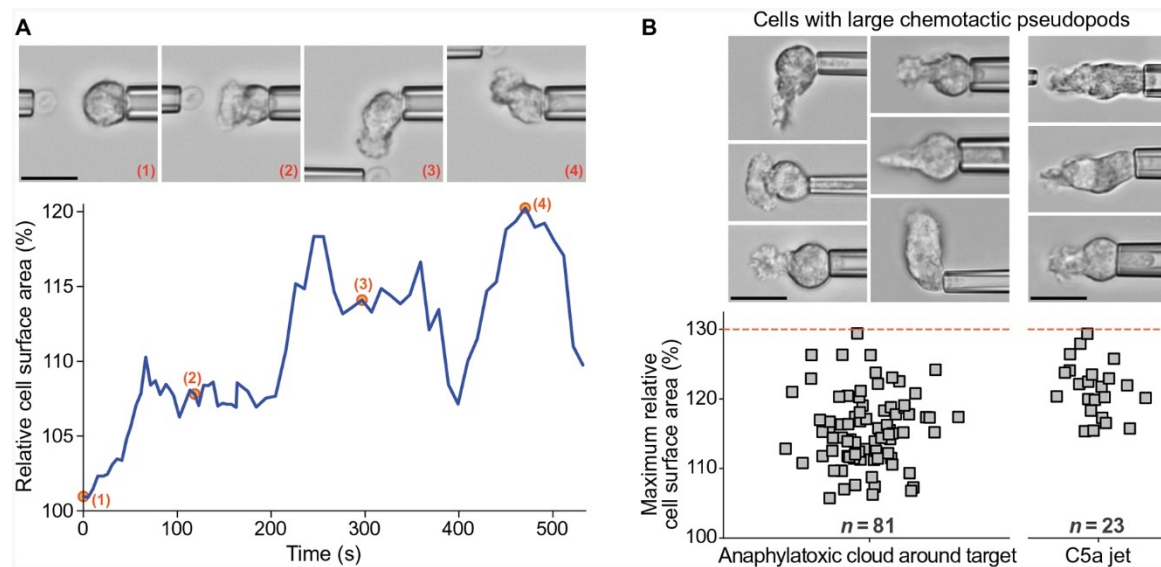 A
(1)
(2)
(3)
(4)
Relative cell surface area (%)
120
115
110
105
100
(1)
(2)
(3)
(4)
0
100
200
300
400
500
Time (s)
B
Cells with large chemotactic pseudopods
Maximum relative
cell surface area (%)
130
120
110
100
n = 81
n = 23
Anaphylatoxic cloud around target
C5a jet